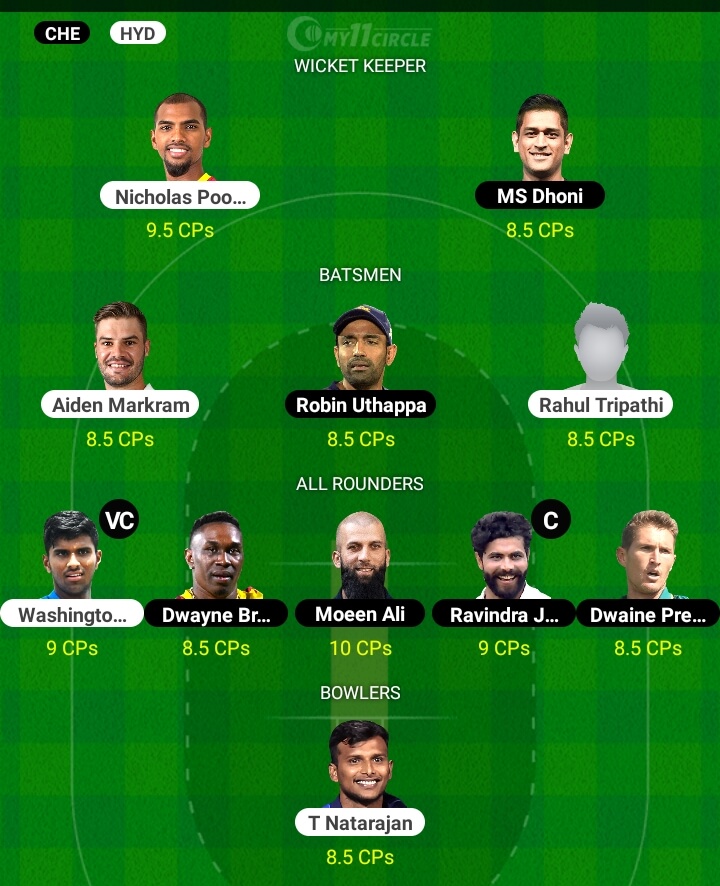 CHE HYD
MY11CIRCLE
WICKET KEEPER
Nicholas Poo... MS Dhoni
9.5 CPs 8.5 CPs
BATSMEN
Aiden Markram Robin Uthappa Rahul Tripathi
8.5 CPs 8.5 CPs 8.5 CPs
ALL ROUNDERS
VC C
Washingto... Dwayne Br... Moeen Ali Ravindra J... Dwaine Pre...
9 CPs 8.5 CPs 10 CPs 9 CPs 8.5 CPs
BOWLERS
T Natarajan
8.5 CPs